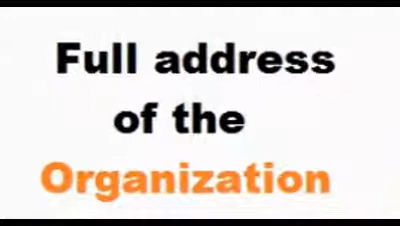 Full address
of the
Organization